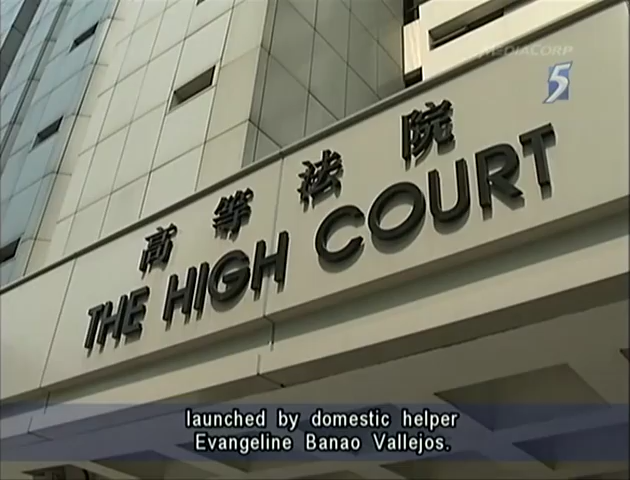 MEDIACORP
5
高等法院
THE HIGH COURT
launched by domestic helper
Evangeline Banao Vallejos.